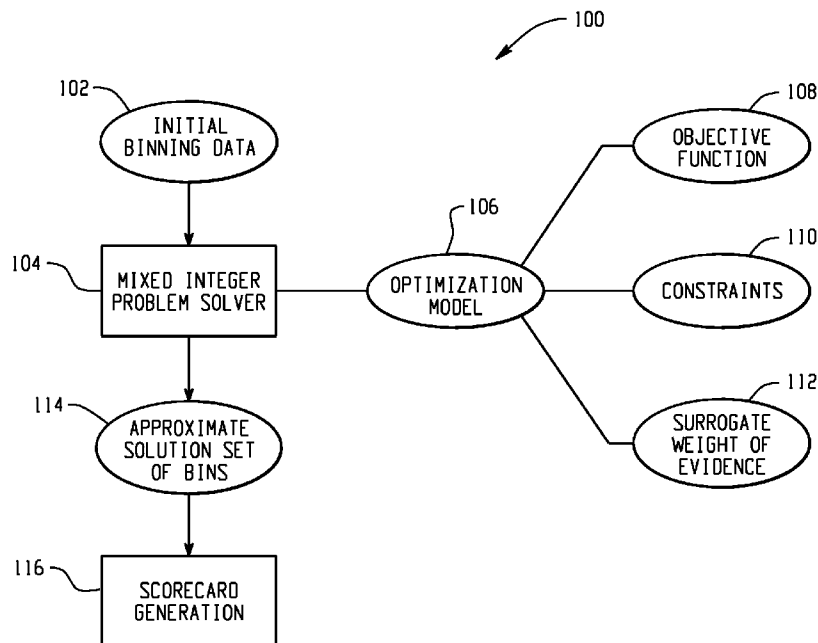 100
102
INITIAL
BINNING DATA
108
OBJECTIVE
FUNCTION
104
MIXED INTEGER
PROBLEM SOLVER
106
OPTIMIZATION
MODEL
110
CONSTRAINTS
114
APPROXIMATE
SOLUTION SET
OF BINS
112
SURROGATE
WEIGHT OF
EVIDENCE
116
SCORECARD
GENERATION